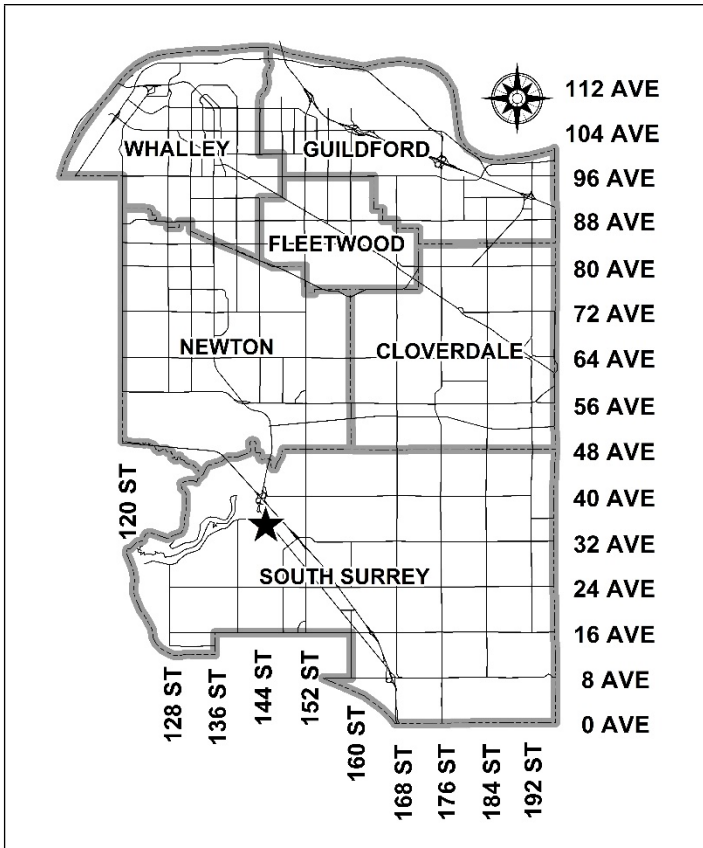 112 AVE
104 AVE
WHALLEY
GUILDFORD
96 AVE
88 AVE
FLEETWOOD
80 AVE
72 AVE
NEWTON
CLOVERDALE
64 AVE
56 AVE
48 AVE
120 ST
40 AVE
32 AVE
SOUTH SURREY
24 AVE
16 AVE
128 ST
136 ST
144 ST
152 ST
160 ST
8 AVE
0 AVE
168 ST
176 ST
184 ST
192 ST